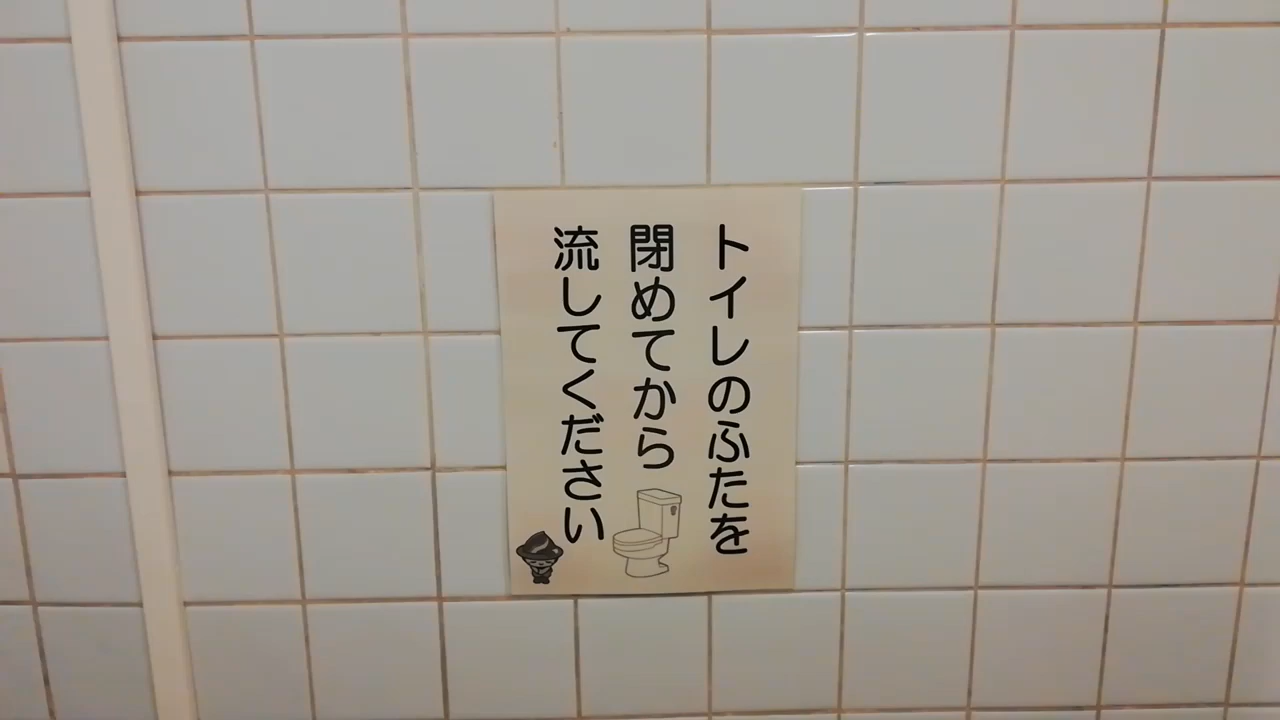 トイレのふたを
閉めてから
流してください